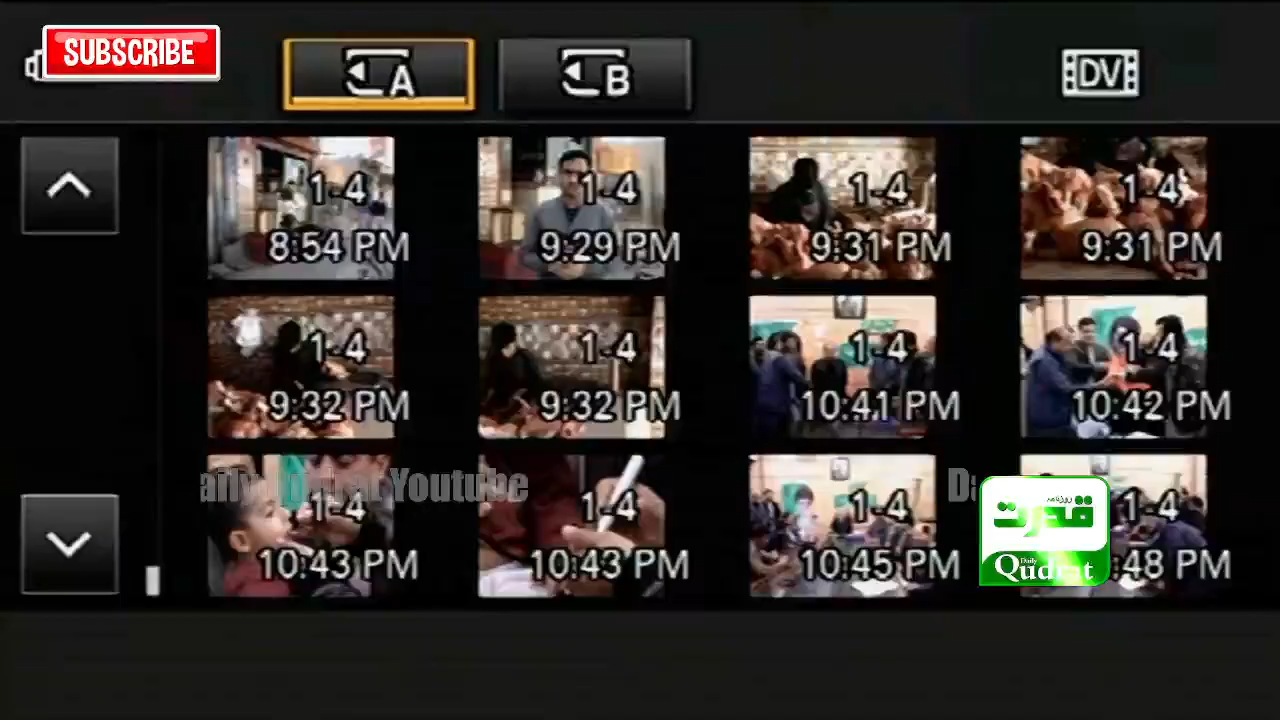 SUBSCRIBE
A
B
DV
1-4
8:54 PM
1-4
9:29 PM
1-4
9:31 PM
1-4
9:31 PM
1-4
9:32 PM
1-4
9:32 PM
1-4
10:41 PM
1-4
10:42 PM
1-4
10:43 PM
1-4
10:43 PM
1-4
10:45 PM
1-4
:48 PM
Youtube
روزنامہ
قدرت
Daily
Qudrat